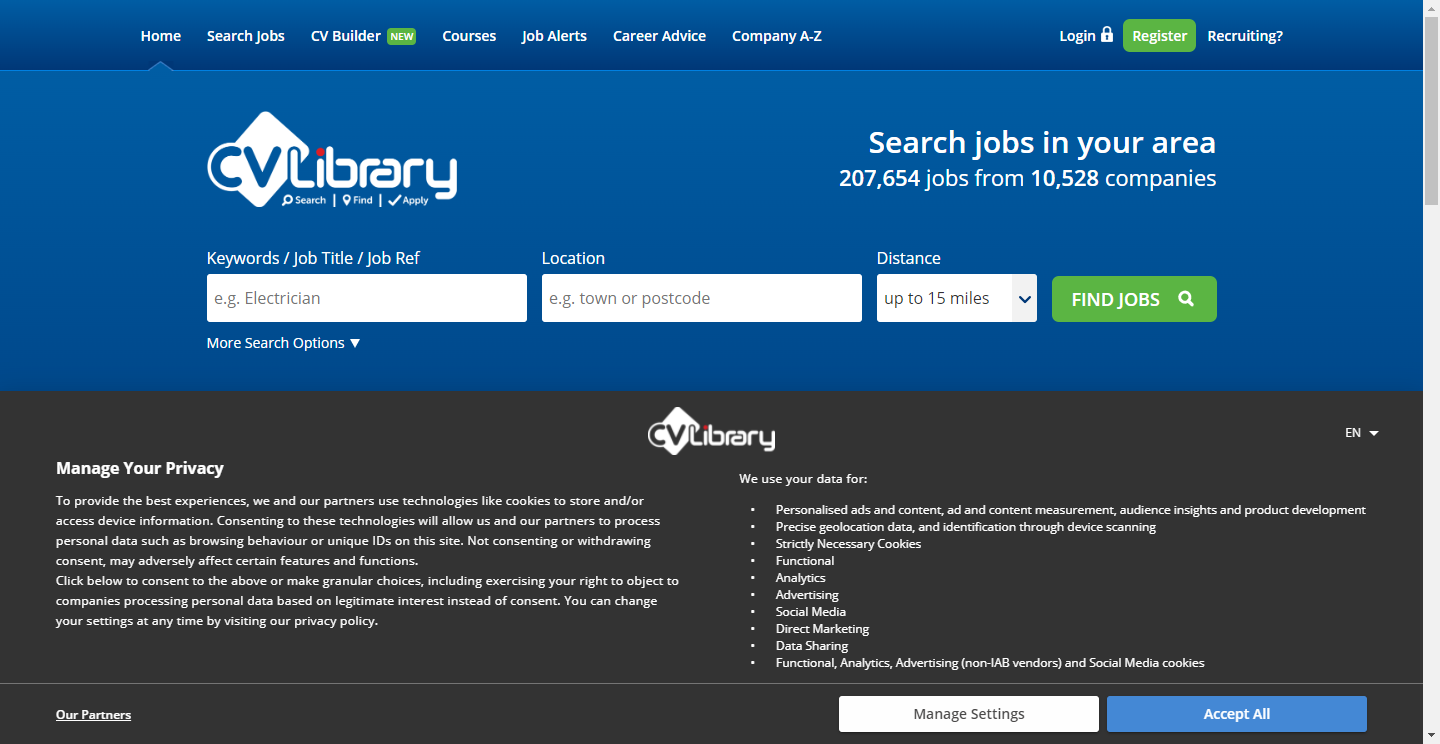 Home Search Jobs CV Builder NEW Courses Job Alerts Career Advice Company A-Z Login Register Recruiting?
CVLibrary
Search | Find | Apply
Search jobs in your area
207,654 jobs from 10,528 companies
Keywords / Job Title / Job Ref Location Distance
e.g. Electrician e.g. town or postcode up to 15 miles FIND JOBS
More Search Options ▼
CVLibrary
EN
Manage Your Privacy
To provide the best experiences, we and our partners use technologies like cookies to store and/or
access device information. Consenting to these technologies will allow us and our partners to process
personal data such as browsing behaviour or unique IDs on this site. Not consenting or withdrawing
consent, may adversely affect certain features and functions.
Click below to consent to the above or make granular choices, including exercising your right to object to
companies processing personal data based on legitimate interest instead of consent. You can change
your settings at any time by visiting our privacy policy.
We use your data for:
• Personalised ads and content, ad and content measurement, audience insights and product development
• Precise geolocation data, and identification through device scanning
• Strictly Necessary Cookies
• Functional
• Analytics
• Advertising
• Social Media
• Direct Marketing
• Data Sharing
• Functional, Analytics, Advertising (non-IAB vendors) and Social Media cookies
Our Partners Manage Settings Accept All